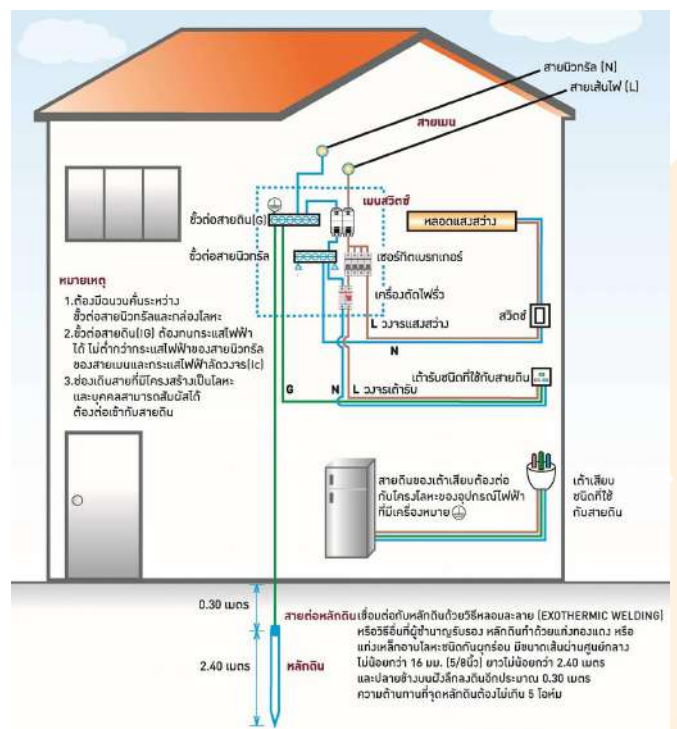 สายนิวทรัล (N)
สายเส้นไฟ (L)
สายเมน
เมนสวิตช์
ขั้วต่อสายดิน(G)
หลอดแสงสว่าง
ขั้วต่อสายนิวทรัล
เซอร์กิตเบรกเกอร์
เครื่องตัดไฟรั่ว
สวิตช์
L วงจรแสงสว่าง
N
หมายเหตุ
1.ต้องมีฉนวนคั่นระหว่าง
ขั้วต่อสายนิวทรัลและกล่องโลหะ
2.ขั้วต่อสายดิน(IG) ต้องทนกระแสไฟฟ้า
ได้ ไม่ต่ำกว่ากระแสไฟฟ้าของสายนิวทรัล
ของสายเมนและกระแสไฟฟ้าลัดวงจร(Ic)
3.ช่องเดินสายที่มีโครงสร้างเป็นโลหะ
และบุคคลสามารถสัมผัสได้
ต้องต่อเข้ากับสายดิน
เต้ารับชนิดที่ใช้กับสายดิน
G
N
L วงจรเต้ารับ
สายดินของเต้าเสียบต้องต่อ
กับโครงโลหะของอุปกรณ์ไฟฟ้า
ที่มีเครื่องหมาย
เต้าเสียบ
ชนิดที่ใช้
กับสายดิน
0.30 เมตร
2.40 เมตร
หลักดิน
สายต่อหลักดินเชื่อมต่อกับหลักดินด้วยวิธีหลอมละลาย (EXOTHERMIC WELDING)
หรือวิธีอื่นที่ผู้ชำนาญรับรอง หลักดินทำด้วยแท่งทองแดง หรือ
แท่งเหล็กอาบโลหะชนิดกันผุกร่อน มีขนาดเส้นผ่านศูนย์กลาง
ไม่น้อยกว่า 16 มม. (5/8นิ้ว) ยาวไม่น้อยกว่า 2.40 เมตร
และปลายข้างบนฝังลึกลงดินอีกประมาณ 0.30 เมตร
ความต้านทานที่จุดหลักดินต้องไม่เกิน 5 โอห์ม